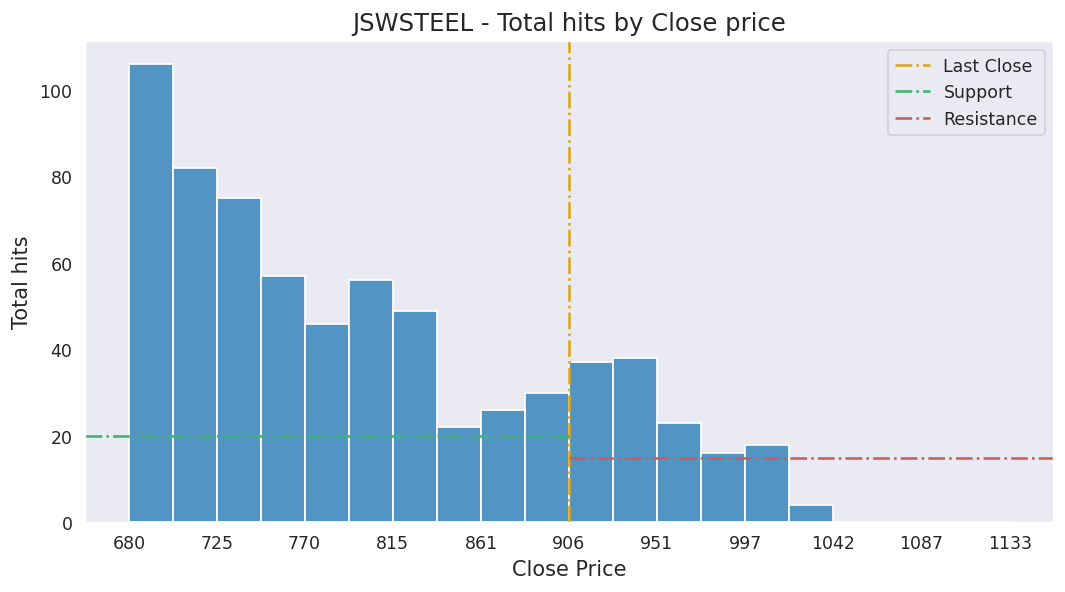 JSWSTEEL - Total hits by Close price
Last Close
Support
Resistance
Total hits
100
80
60
40
20
0
680 725 770 815 861 906 951 997 1042 1087 1133
Close Price